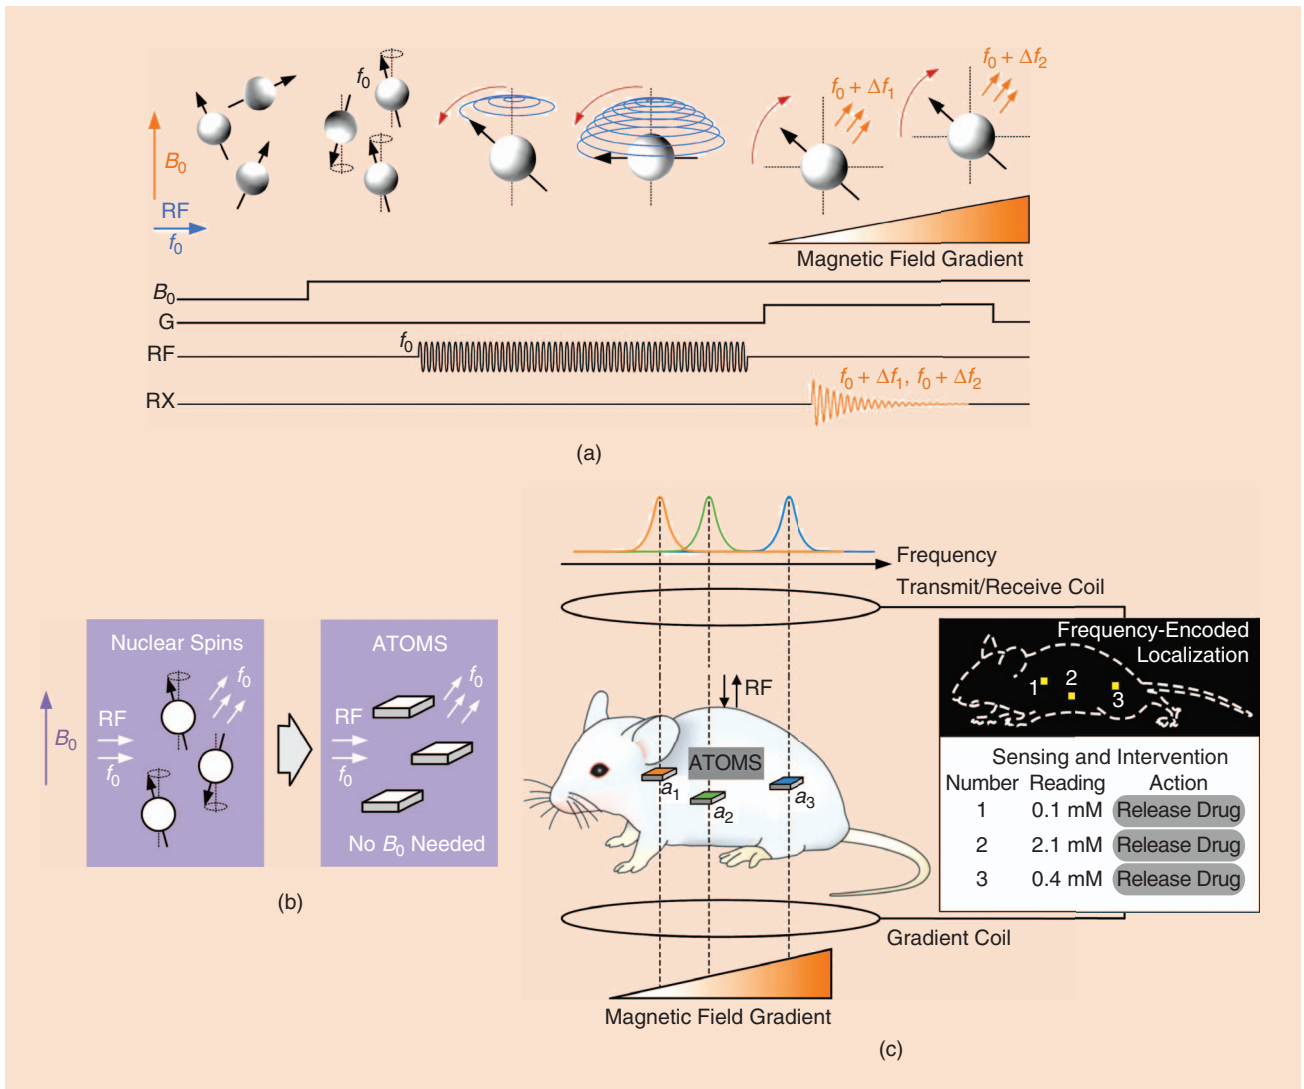 f₀
f₀ + Δf₁
f₀ + Δf₂
B₀
RF
f₀
Magnetic Field Gradient
B₀
G
f₀
RF
f₀ + Δf₁, f₀ + Δf₂
RX
(a)
Nuclear Spins
f₀
RF
f₀
B₀
ATOMS
f₀
RF
f₀
No B₀ Needed
(b)
Frequency
Transmit/Receive Coil
RF
ATOMS
a₁
a₂
a₃
Gradient Coil
Magnetic Field Gradient
Frequency-Encoded
Localization
1
2
3
Sensing and Intervention
Number Reading Action
1 0.1 mM Release Drug
2 2.1 mM Release Drug
3 0.4 mM Release Drug
(c)